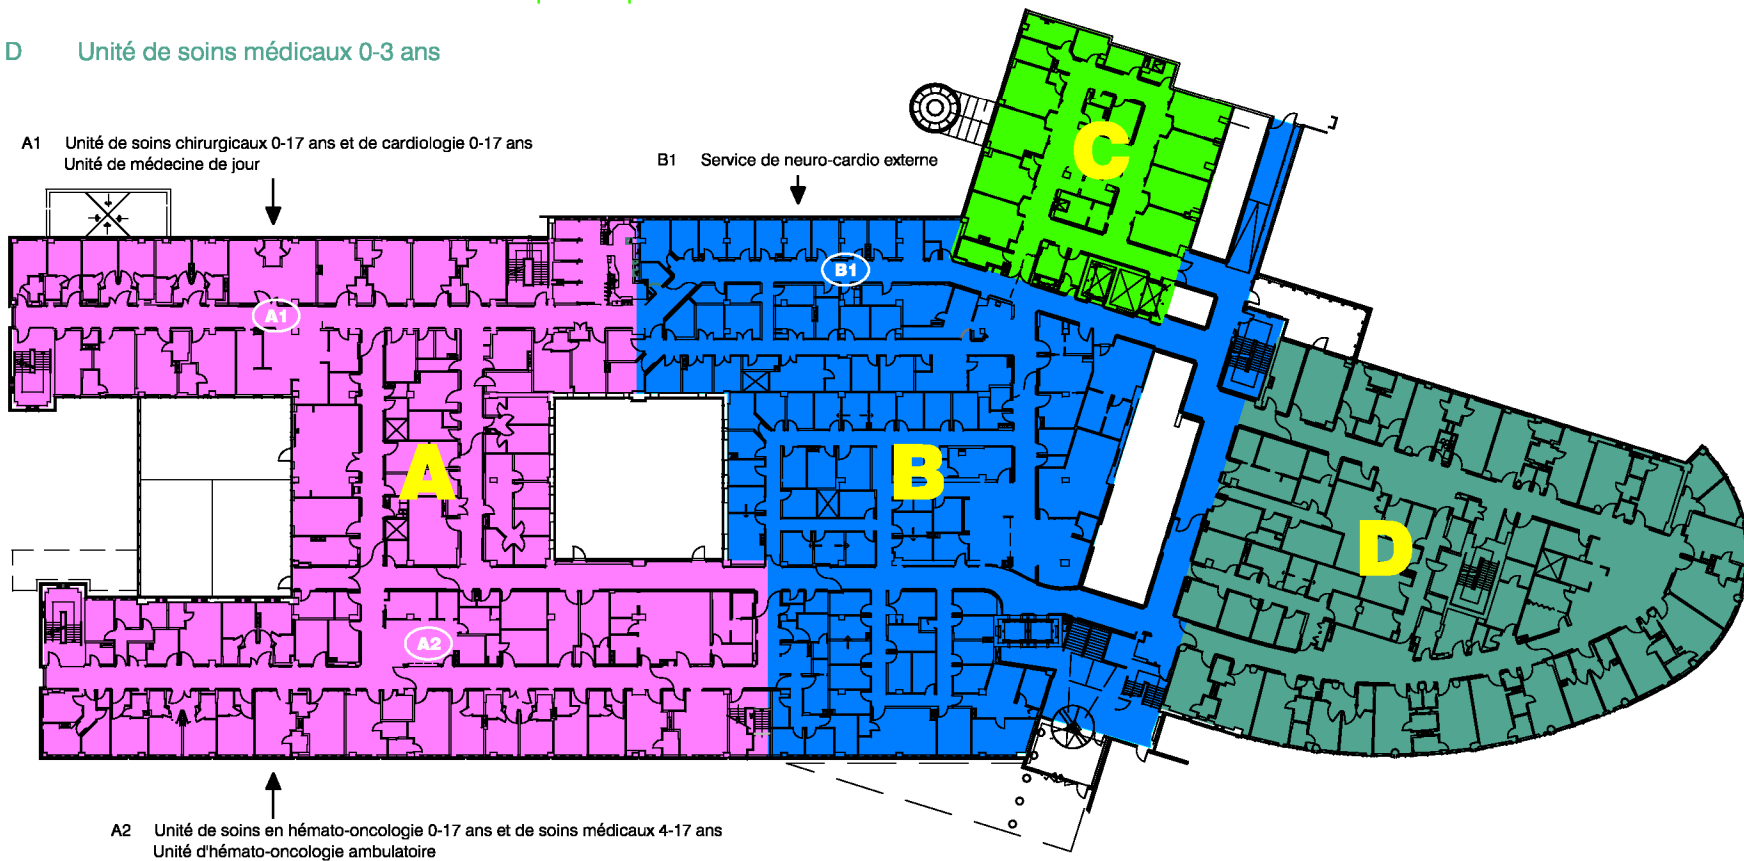 D Unité de soins médicaux 0-3 ans
A1 Unité de soins chirurgicaux 0-17 ans et de cardiologie 0-17 ans
Unité de médecine de jour
B1 Service de neuro-cardio externe
C
B1
A1
A
B
D
A2
A2 Unité de soins en hémato-oncologie 0-17 ans et de soins médicaux 4-17 ans
Unité d'hémato-oncologie ambulatoire